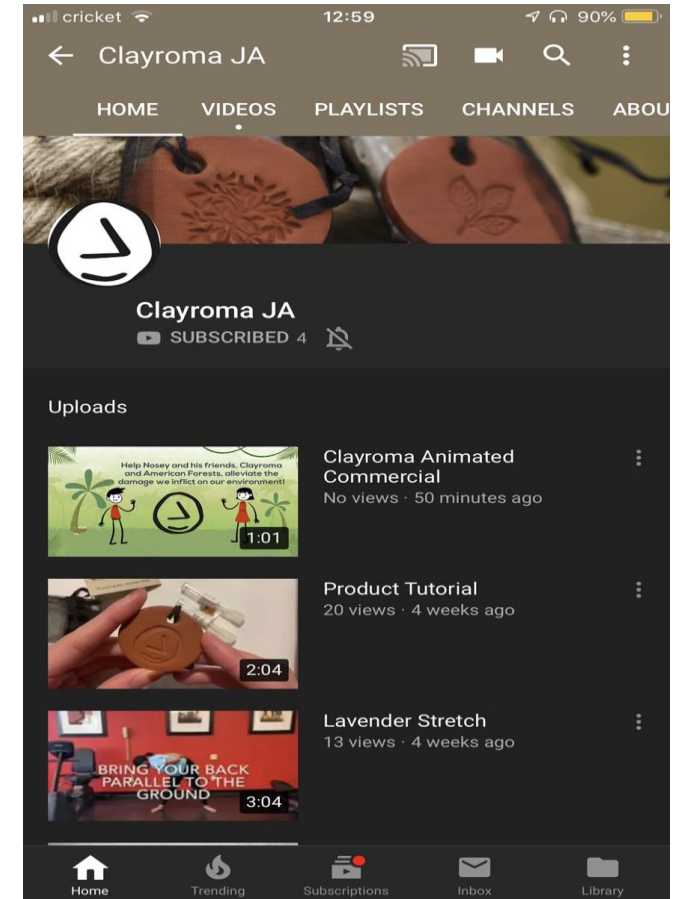 cricket 12:59 90%
Clayroma JA
HOME VIDEOS PLAYLISTS CHANNELS ABOU
Clayroma JA
SUBSCRIBED 4
Uploads
Help Nosey and his friends, Clayroma
and American Forests, alleviate the
damage we inflict on our environment!
1:01
Clayroma Animated
Commercial
No views · 50 minutes ago
2:04
Product Tutorial
20 views · 4 weeks ago
BRING YOUR BACK
PARALLEL TO THE
GROUND
3:04
Lavender Stretch
13 views · 4 weeks ago
Home Trending Subscriptions Inbox Library